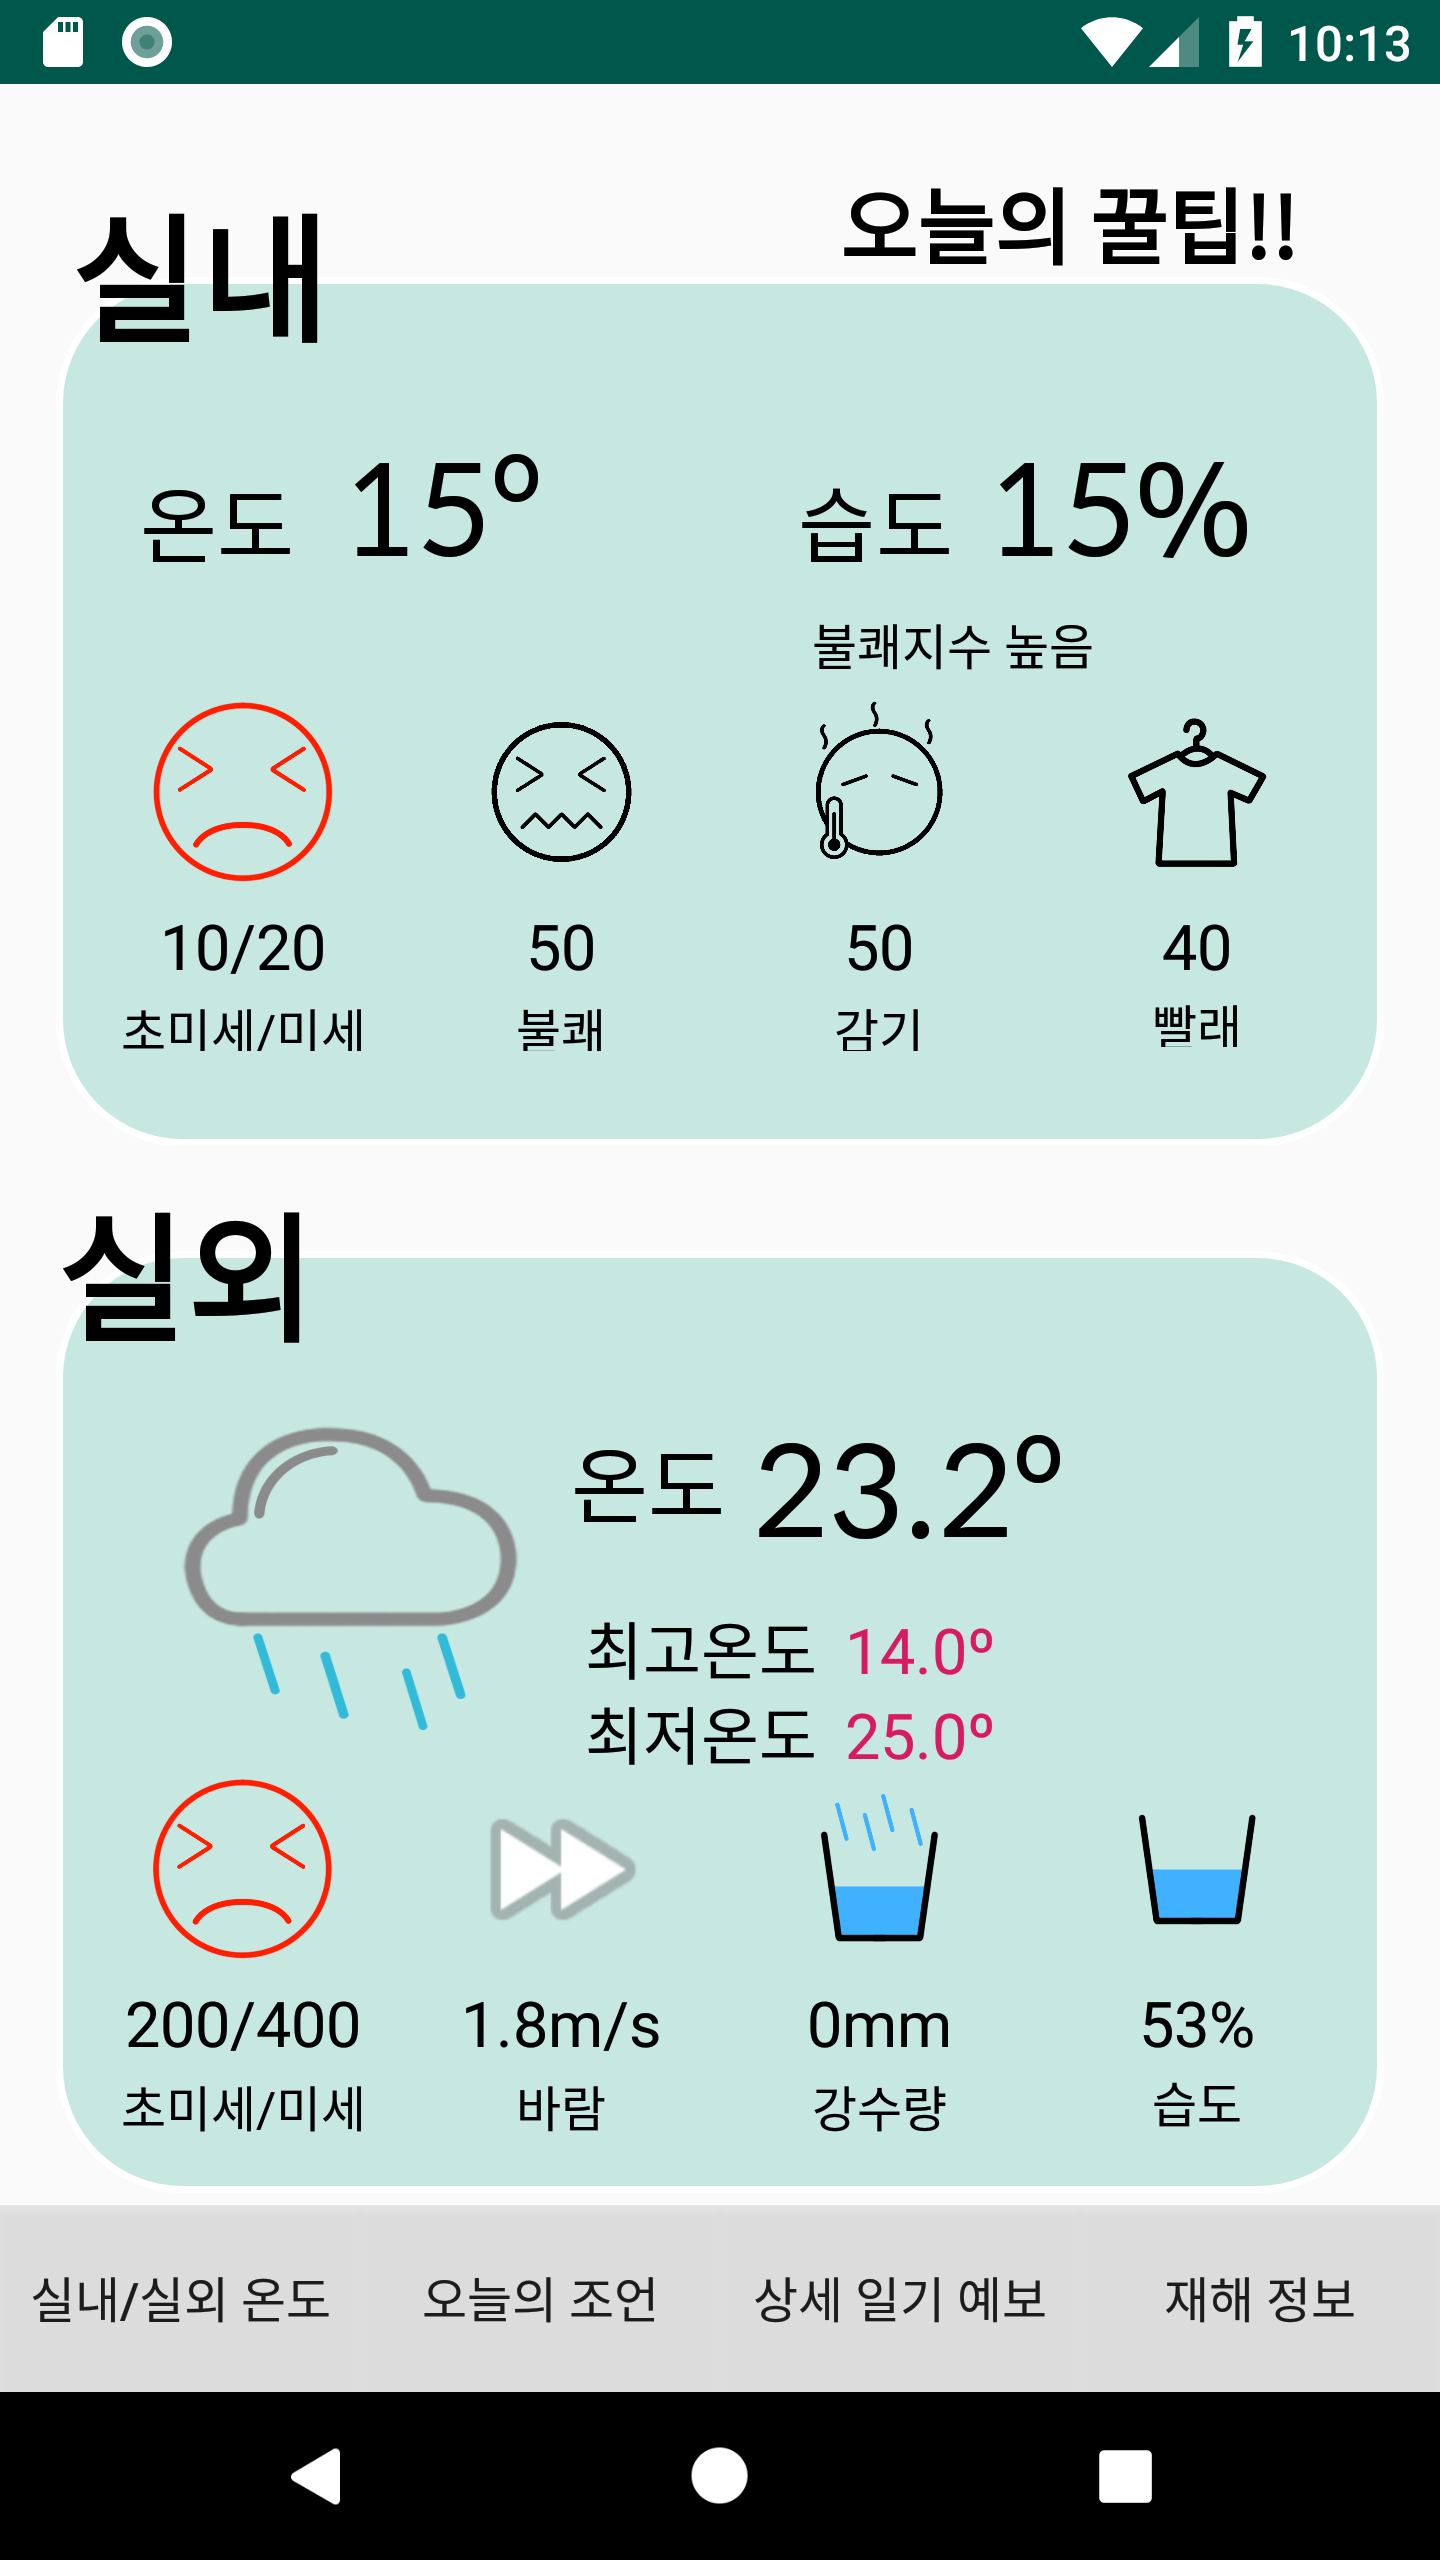 10:13
오늘의 꿀팁!!
실내
온도 15º
습도 15%
불쾌지수 높음
10/20 50 50 40
초미세/미세 불쾌 감기 빨래
실외
온도 23.2º
최고온도 14.0º
최저온도 25.0º
200/400 1.8m/s 0mm 53%
초미세/미세 바람 강수량 습도
실내/실외 온도 오늘의 조언 상세 일기 예보 재해 정보